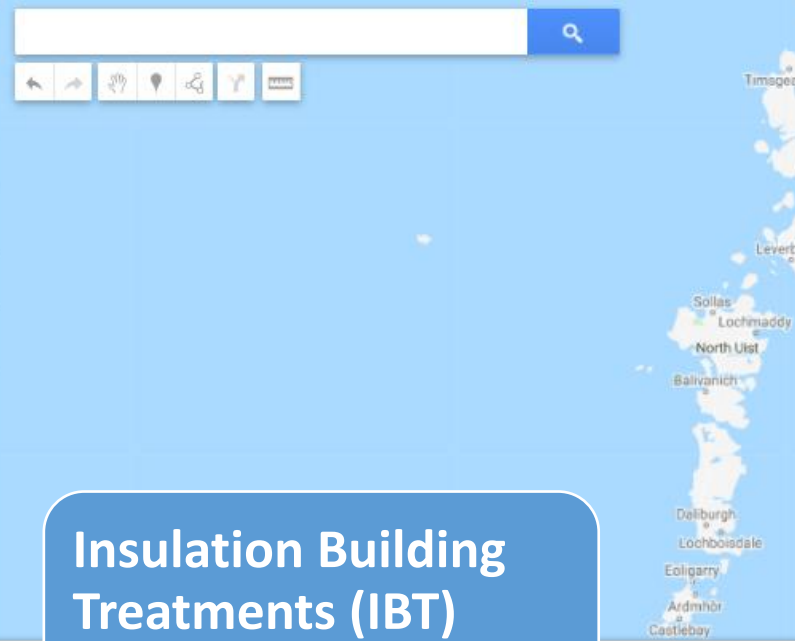 Timsgea
Leverb
Sollas
Lochmaddy
North Uist
Balivanich
Daliburgh
Lochboisdale
Eoligarry
Ardmhòr
Castlebay
Insulation Building
Treatments (IBT)